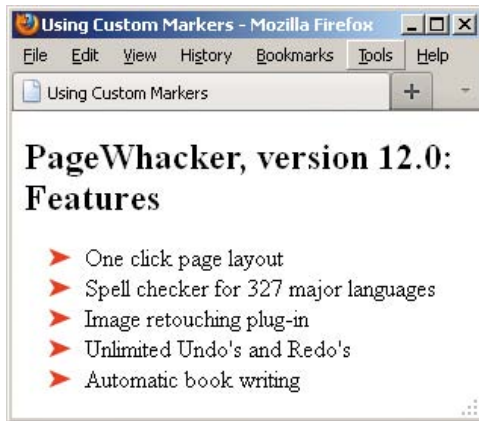 Using Custom Markers - Mozilla Firefox
File Edit View History Bookmarks Tools Help
Using Custom Markers
PageWhacker, version 12.0:
Features
One click page layout
Spell checker for 327 major languages
Image retouching plug-in
Unlimited Undo's and Redo's
Automatic book writing